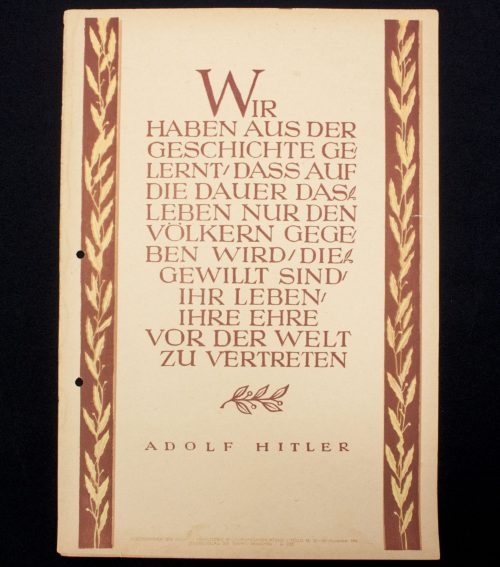 WIR
HABEN AUS DER
GESCHICHTE GE/
LERNT/ DASS AUF
DIE DAUER DAS
LEBEN NUR DEN
VÖLKERN GEGE/
BEN WIRD/ DIE
GEWILLT SIND/
IHR LEBEN/
IHRE EHRE
VOR DER WELT
ZU VERTRETEN
ADOLF HITLER